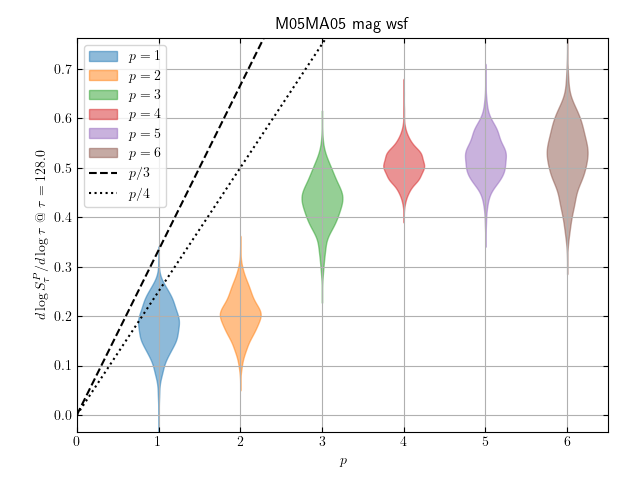 M05MA05 mag wsf
d log S_τ^P / d log τ @ τ = 128.0
0.7
0.6
0.5
0.4
0.3
0.2
0.1
0.0
p = 1
p = 2
p = 3
p = 4
p = 5
p = 6
p/3
p/4
0 1 2 3 4 5 6
p